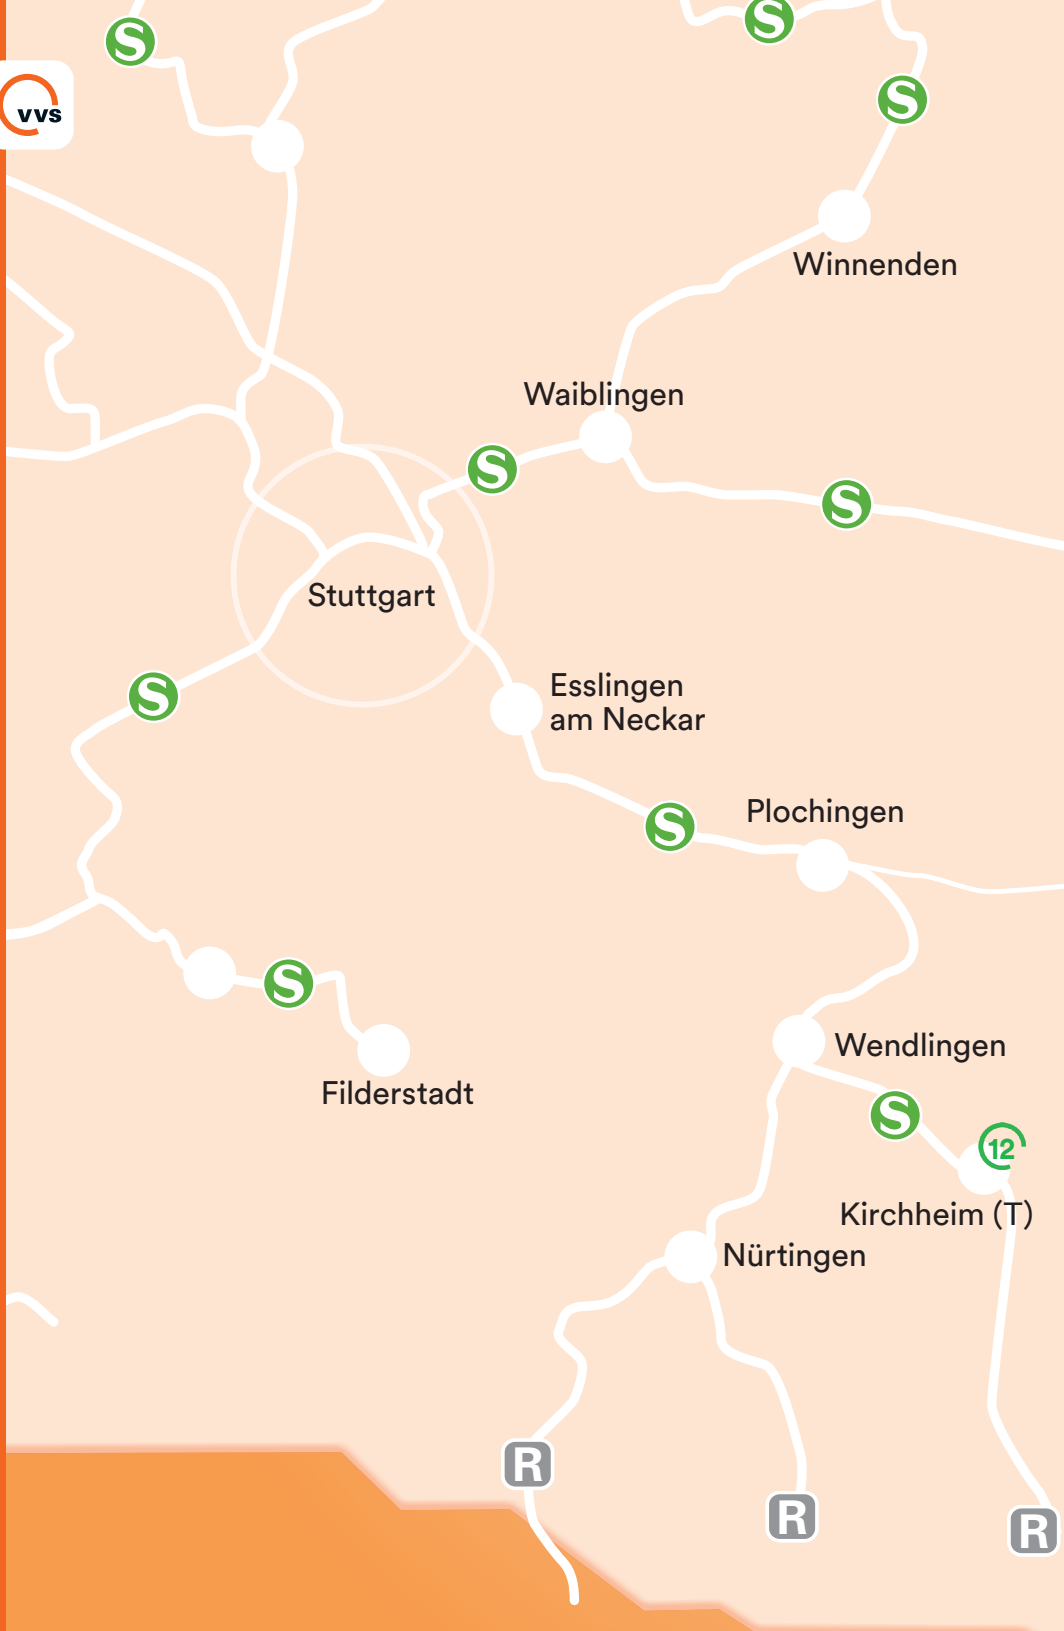 S
S
S
vvs
Winnenden
Waiblingen
S
S
Stuttgart
Esslingen
am Neckar
S
Plochingen
S
S
Wendlingen
Filderstadt
S
12
Kirchheim (T)
Nürtingen
R
R
R